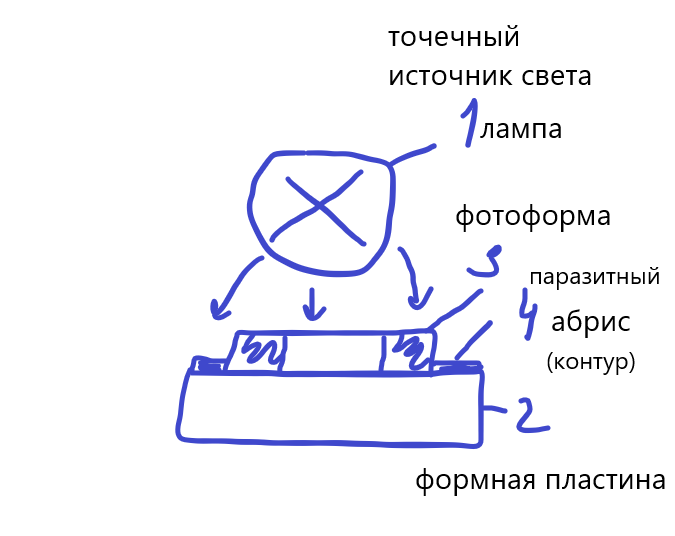 точечный
источник света
1 лампа
фотоформа
3
паразитный
4 абрис
(контур)
2
формная пластина